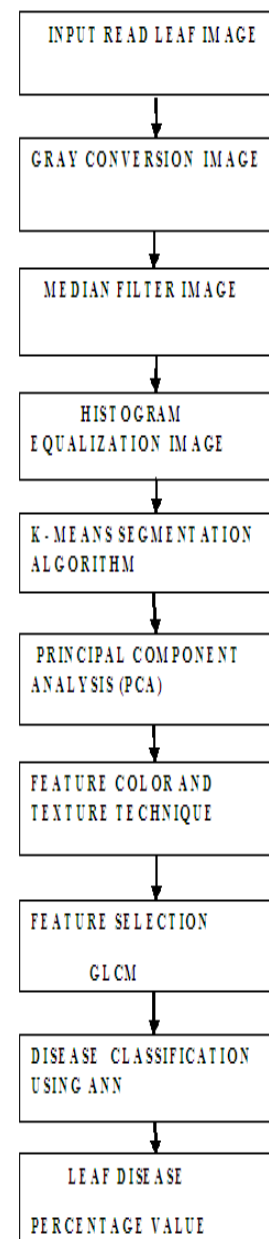 INPUT READ LEAF IMAGE
GRAY CONVERSION IMAGE
MEDIAN FILTER IMAGE
HISTOGRAM
EQUALIZATION IMAGE
K-MEANS SEGMENTATION
ALGORITHM
PRINCIPAL COMPONENT
ANALYSIS (PCA)
FEATURE COLOR AND
TEXTURE TECHNIQUE
FEATURE SELECTION
GLCM
DISEASE CLASSIFICATION
USING ANN
LEAF DISEASE
PERCENTAGE VALUE